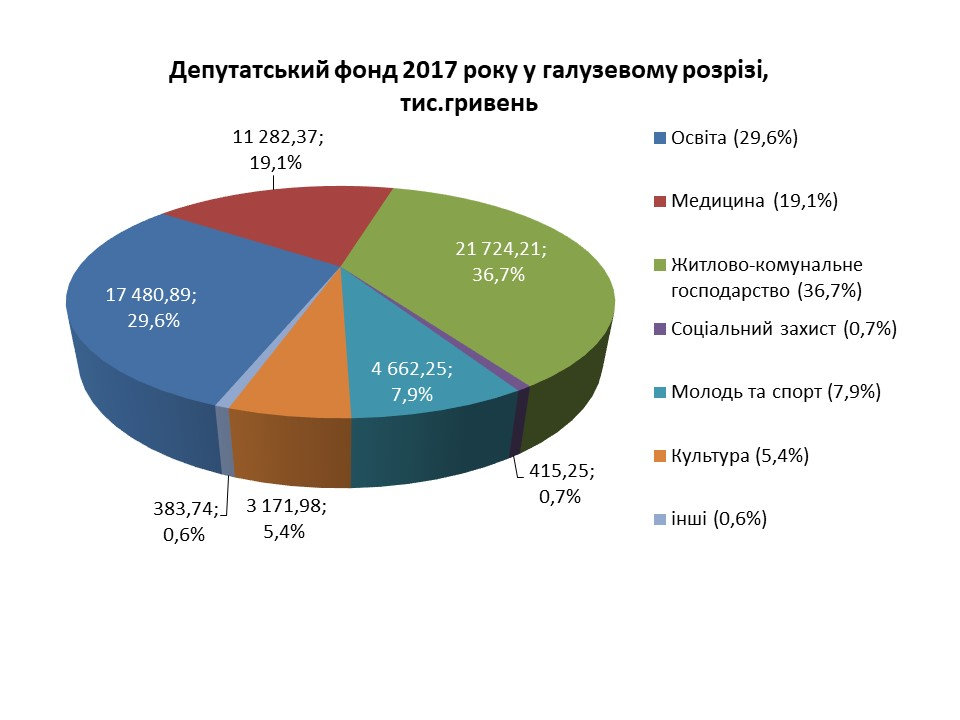 Депутатський фонд 2017 року у галузевому розрізі,
тис.гривень
11 282,37;
19,1%
21 724,21;
36,7%
17 480,89;
29,6%
4 662,25;
7,9%
415,25;
0,7%
383,74;
0,6%
3 171,98;
5,4%
Освіта (29,6%)
Медицина (19,1%)
Житлово-комунальне
господарство (36,7%)
Соціальний захист (0,7%)
Молодь та спорт (7,9%)
Культура (5,4%)
інші (0,6%)